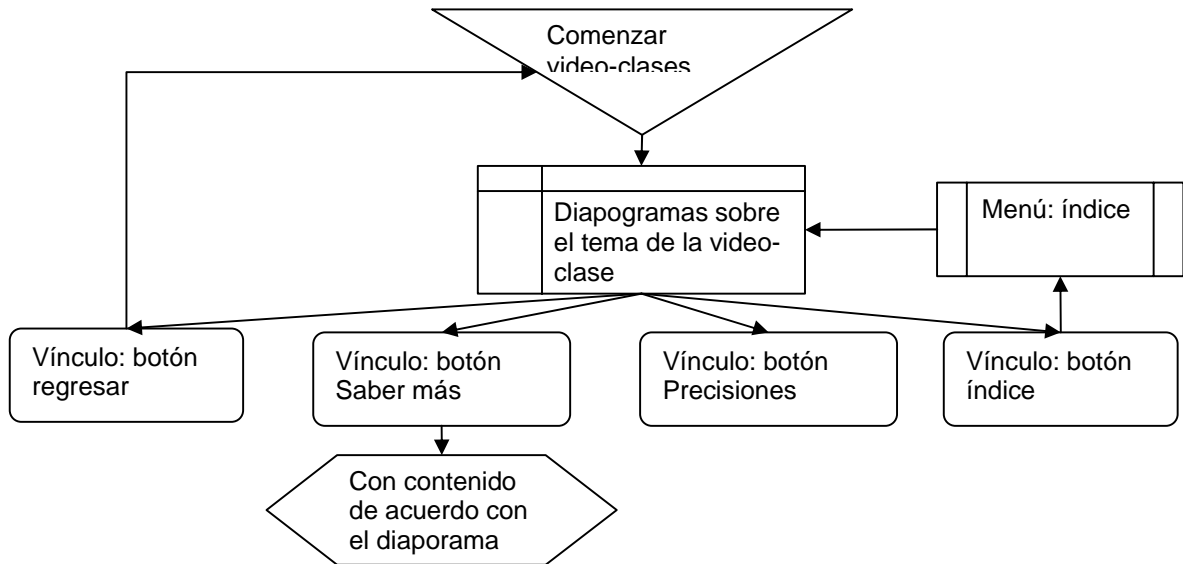 Comenzar
video-clases
Diapogramas sobre
el tema de la video-
clase
Menú: índice
Vínculo: botón
regresar
Vínculo: botón
Saber más
Vínculo: botón
Precisiones
Vínculo: botón
índice
Con contenido
de acuerdo con
el diaporama